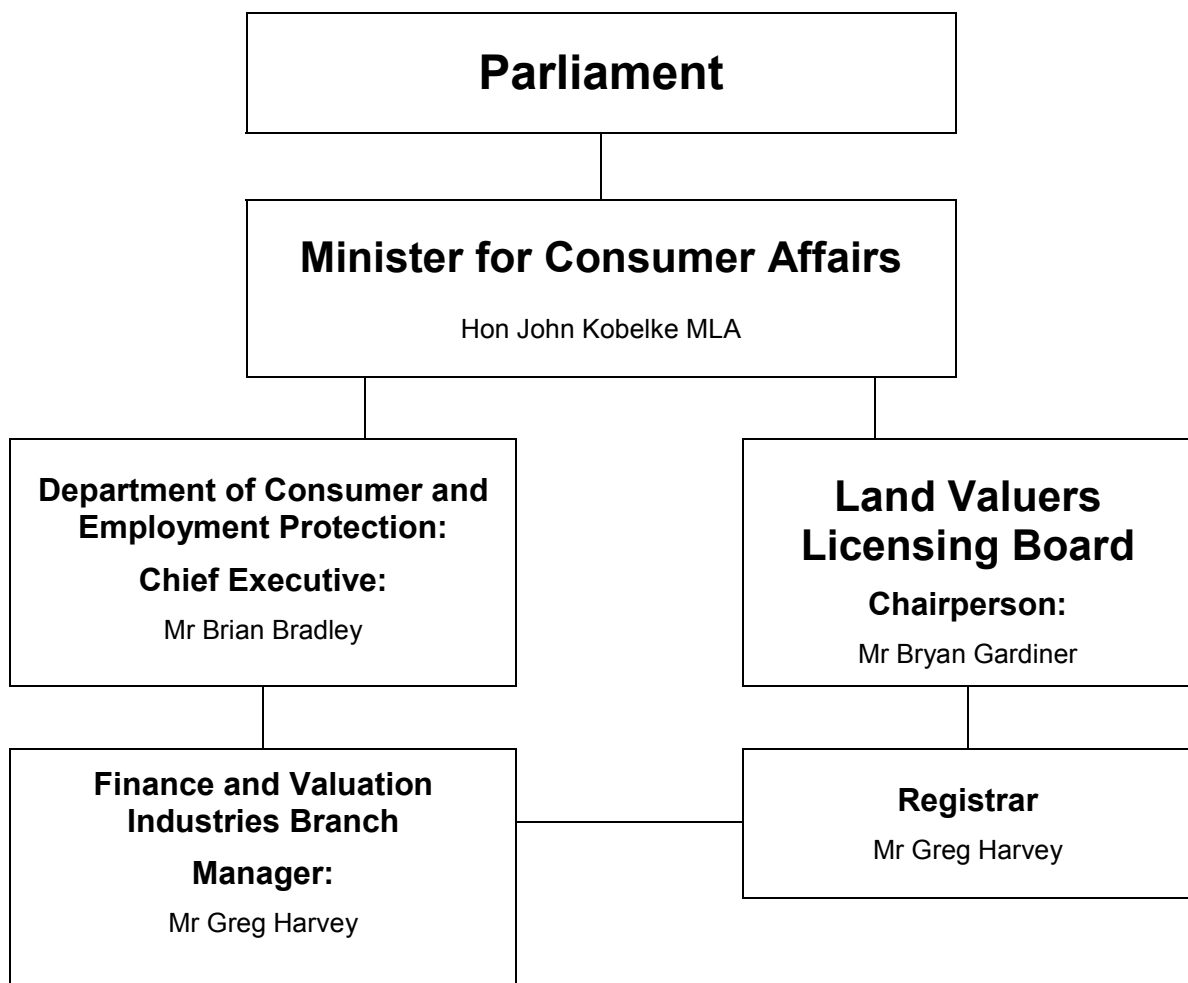 Parliament
Minister for Consumer Affairs
Hon John Kobelke MLA
Department of Consumer and
Employment Protection:
Chief Executive:
Mr Brian Bradley
Land Valuers
Licensing Board
Chairperson:
Mr Bryan Gardiner
Finance and Valuation
Industries Branch
Manager:
Mr Greg Harvey
Registrar
Mr Greg Harvey